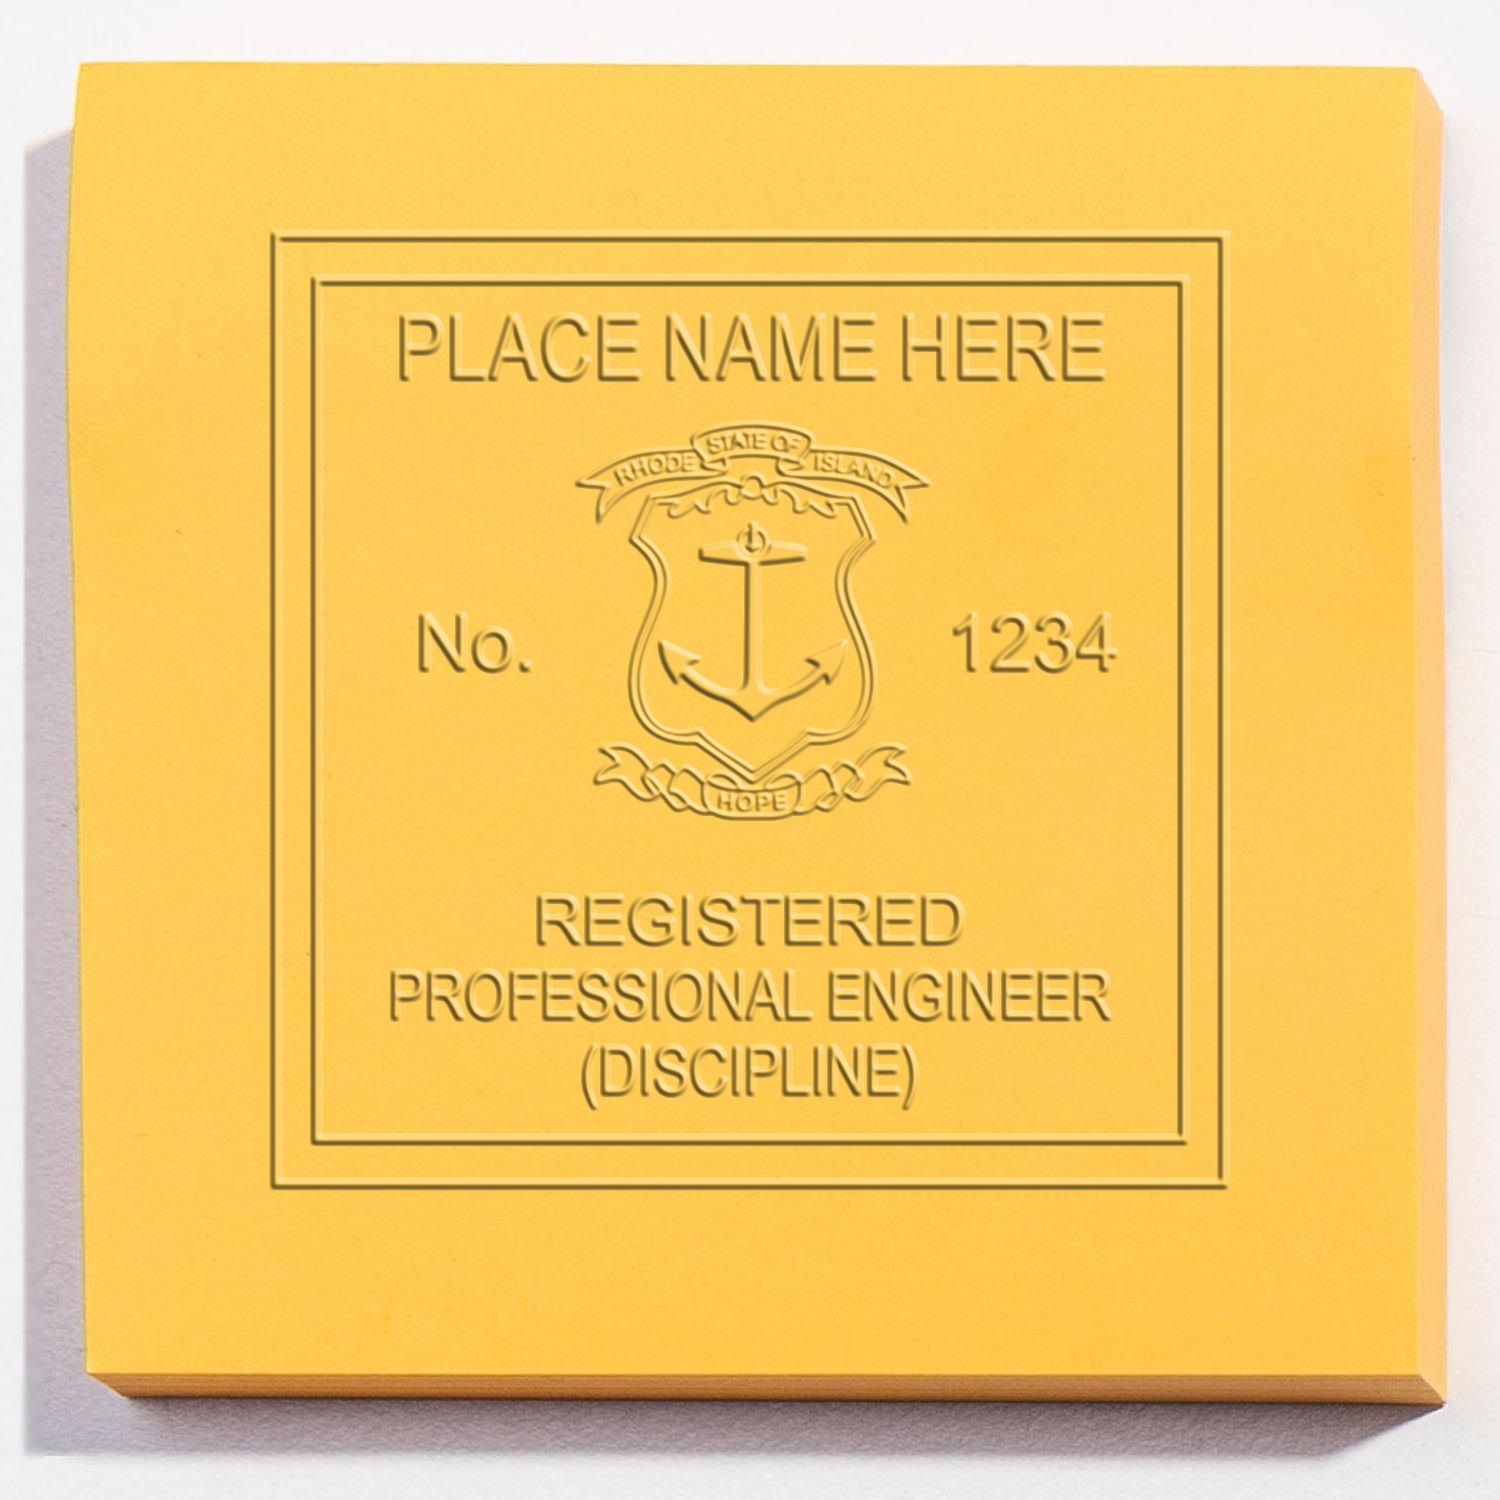 PLACE NAME HERE
STATE OF
RHODE ISLAND
No. 1234
HOPE
REGISTERED
PROFESSIONAL ENGINEER
(DISCIPLINE)